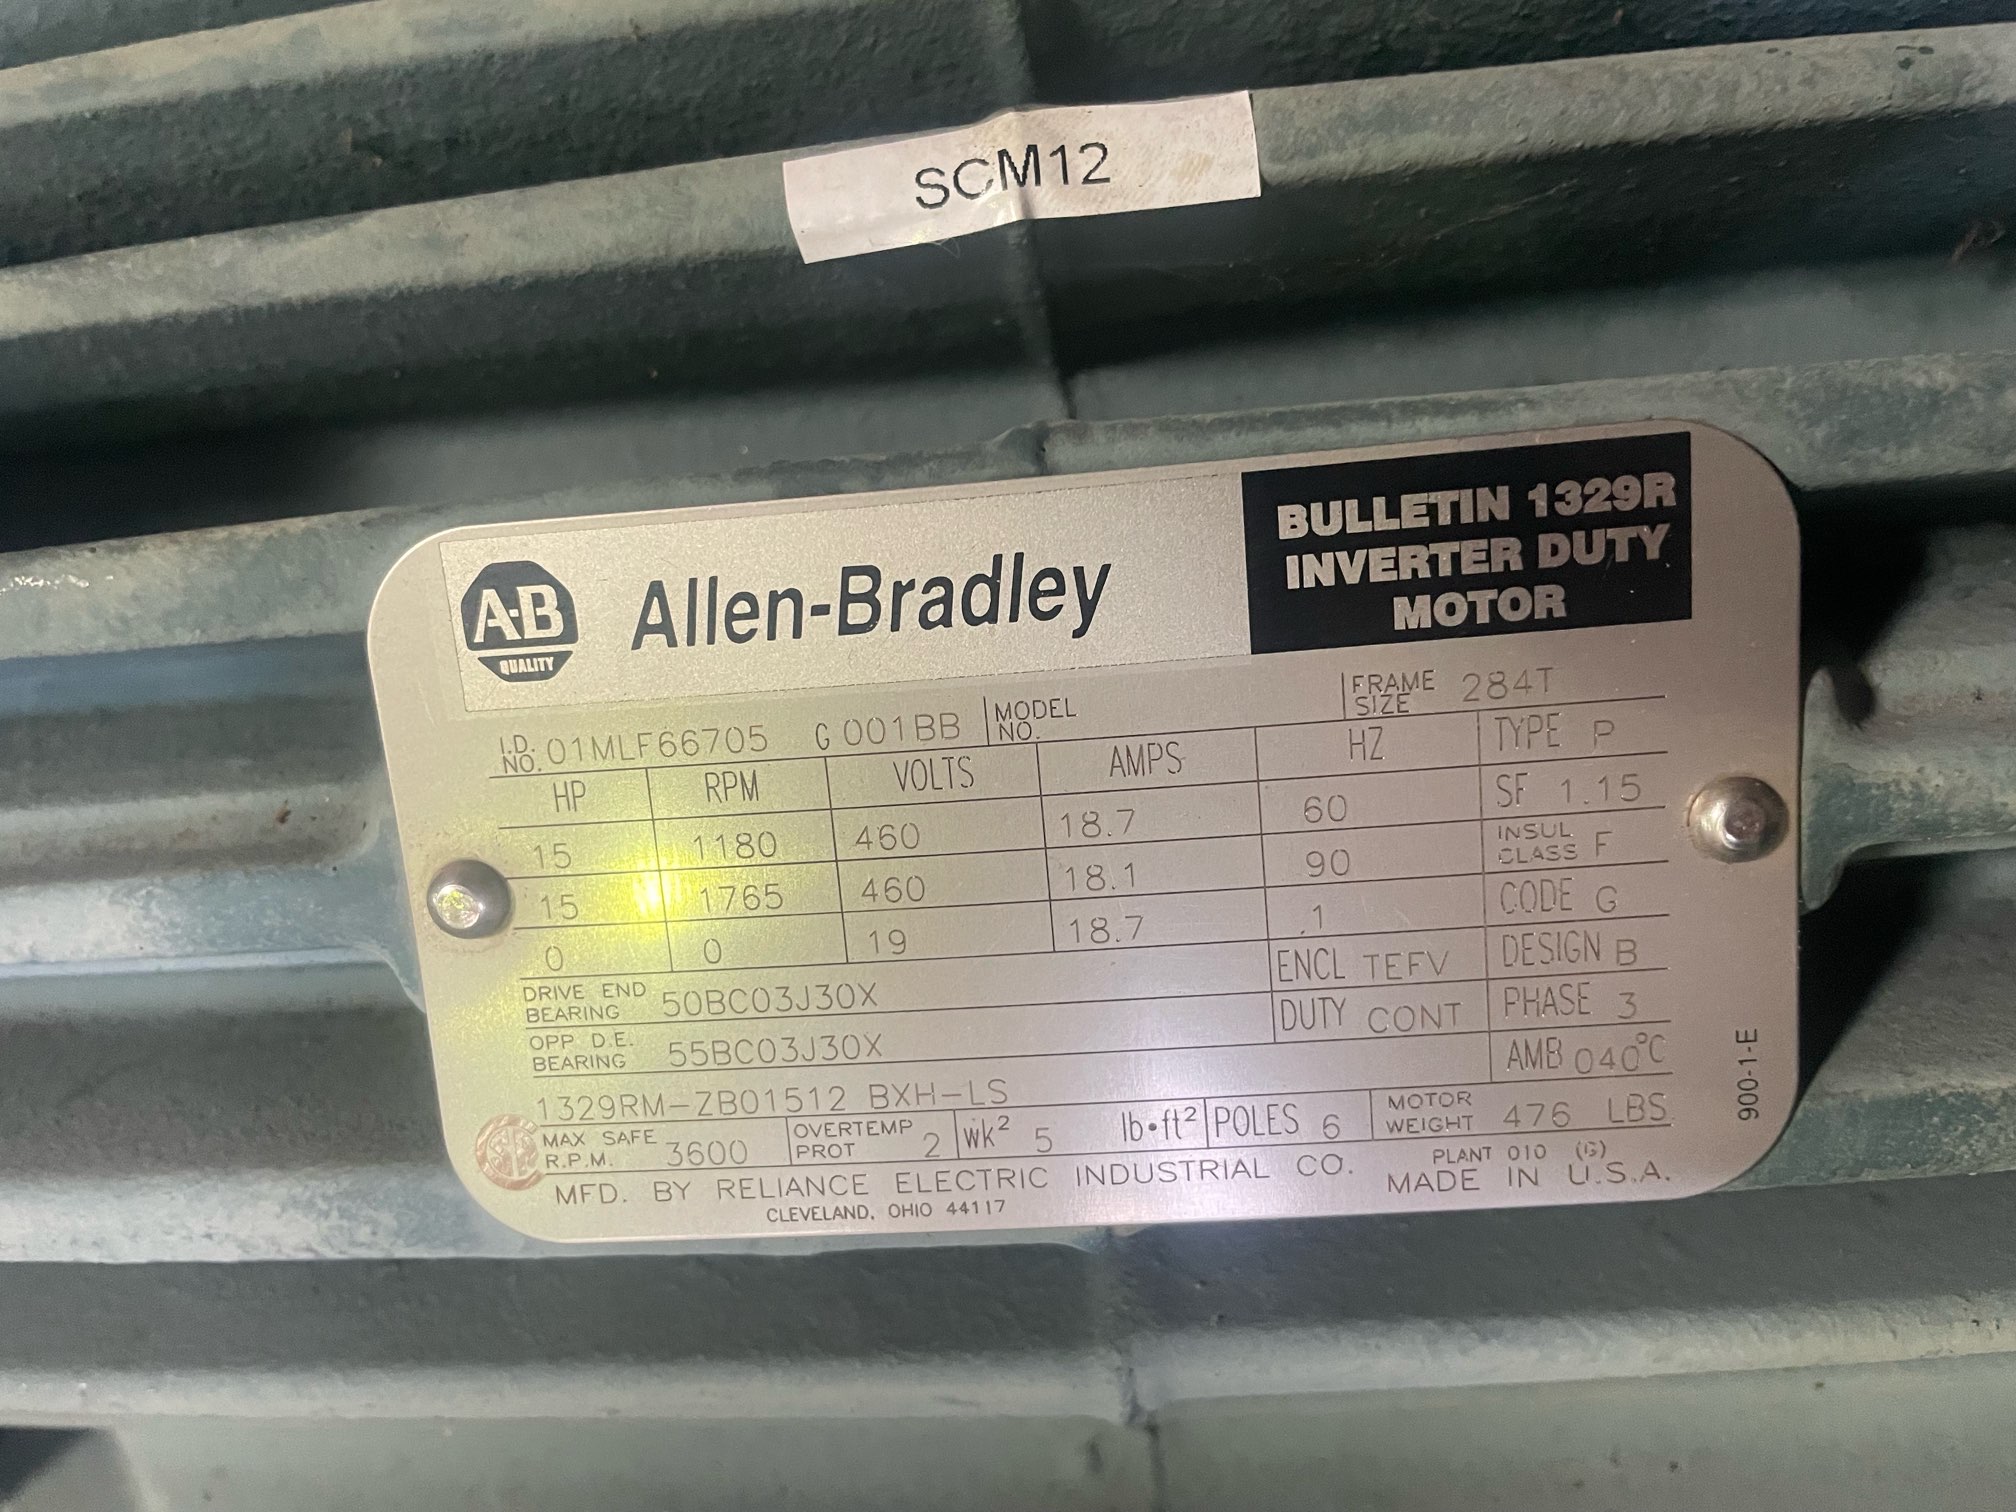 SCM12
A-B
QUALITY
Allen-Bradley
BULLETIN 1329R
INVERTER DUTY
MOTOR
I.D. NO. 01MLF66705 G 001BB MODEL NO. FRAME SIZE 284T
HP RPM VOLTS AMPS HZ TYPE P
15 1180 460 18.7 60 SF 1.15
15 1765 460 18.1 90 INSUL CLASS F
0 0 19 18.7 .1 CODE G
DRIVE END BEARING 50BC03J30X ENCL TEFV DESIGN B
OPP D.E. BEARING 55BC03J30X DUTY CONT PHASE 3
1329RM-ZB01512 BXH-LS AMB 040°C
MAX SAFE R.P.M. 3600 OVERTEMP PROT 2 wk² 5 lb•ft² POLES 6 MOTOR WEIGHT 476 LBS.
MFD. BY RELIANCE ELECTRIC INDUSTRIAL CO. PLANT 010 (G)
CLEVELAND, OHIO 44117 MADE IN U.S.A.
900-1-E